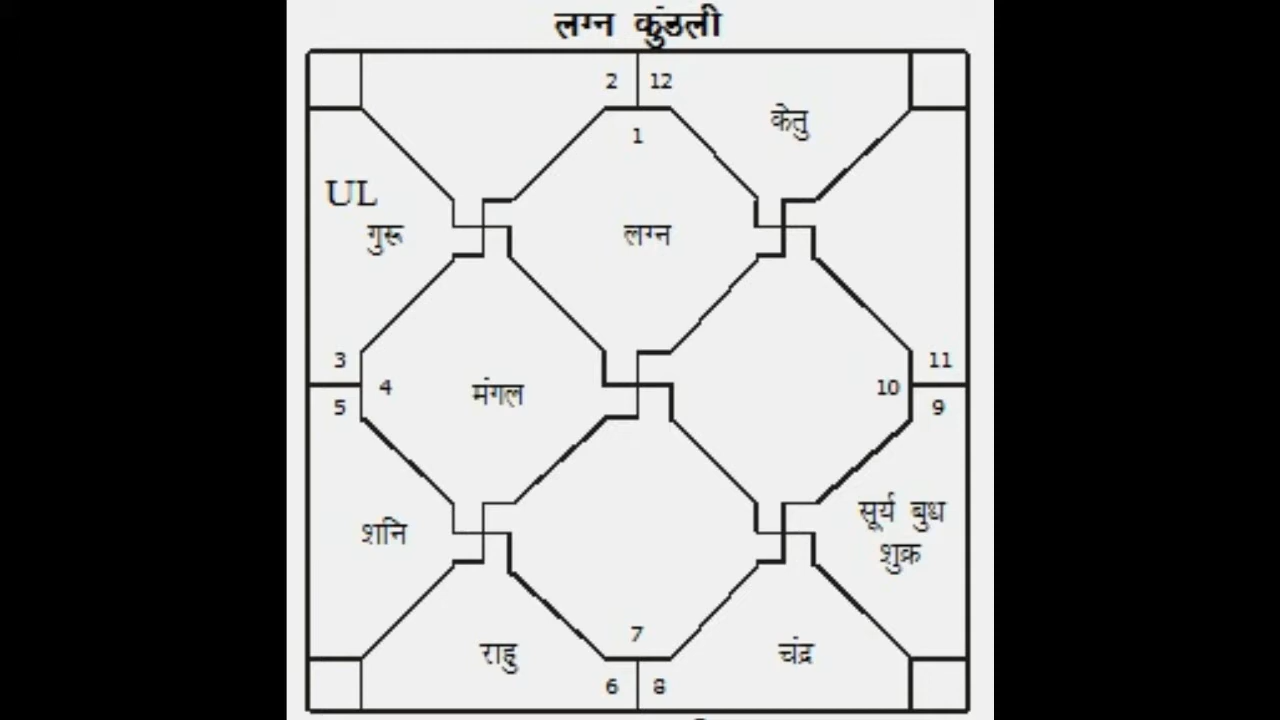 लग्न कुंडली
2 12
केतु
1
UL
गुरू
लग्न
3
11
4
मंगल
10
5
9
सूर्य बुध
शनि
शुक्र
7
राहु
चंद्र
6 8